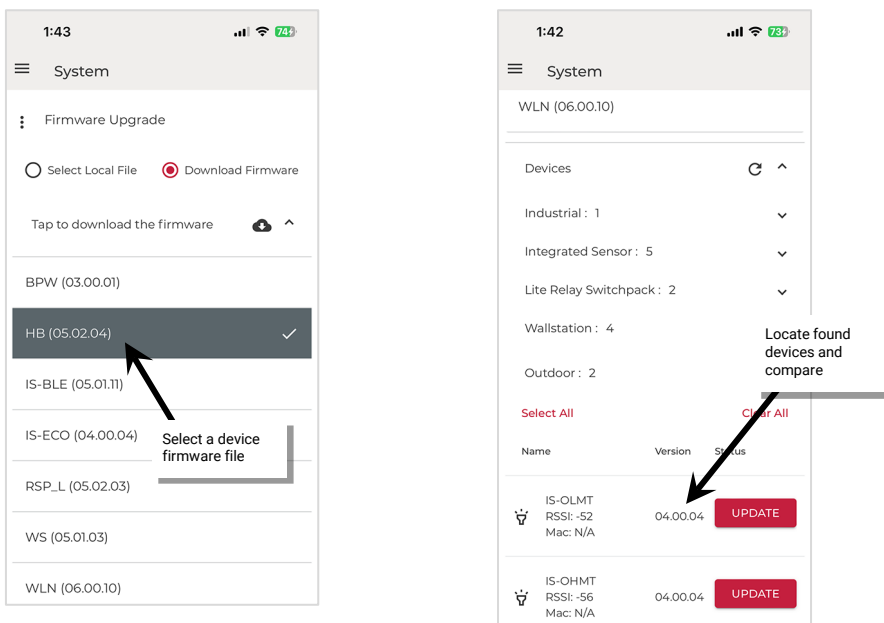 1:43
74
System
Firmware Upgrade
Select Local File
Download Firmware
Tap to download the firmware
BPW (03.00.01)
HB (05.02.04)
IS-BLE (05.01.11)
IS-ECO (04.00.04)
Select a device
firmware file
RSP_L (05.02.03)
WS (05.01.03)
WLN (06.00.10)
1:42
73
System
WLN (06.00.10)
Devices
Industrial : 1
Integrated Sensor : 5
Lite Relay Switchpack : 2
Wallstation : 4
Outdoor : 2
Locate found
devices and
compare
Select All
Clear All
Name
Version
Status
IS-OLMT
RSSI: -52
Mac: N/A
04.00.04
UPDATE
IS-OHMT
RSSI: -56
Mac: N/A
04.00.04
UPDATE